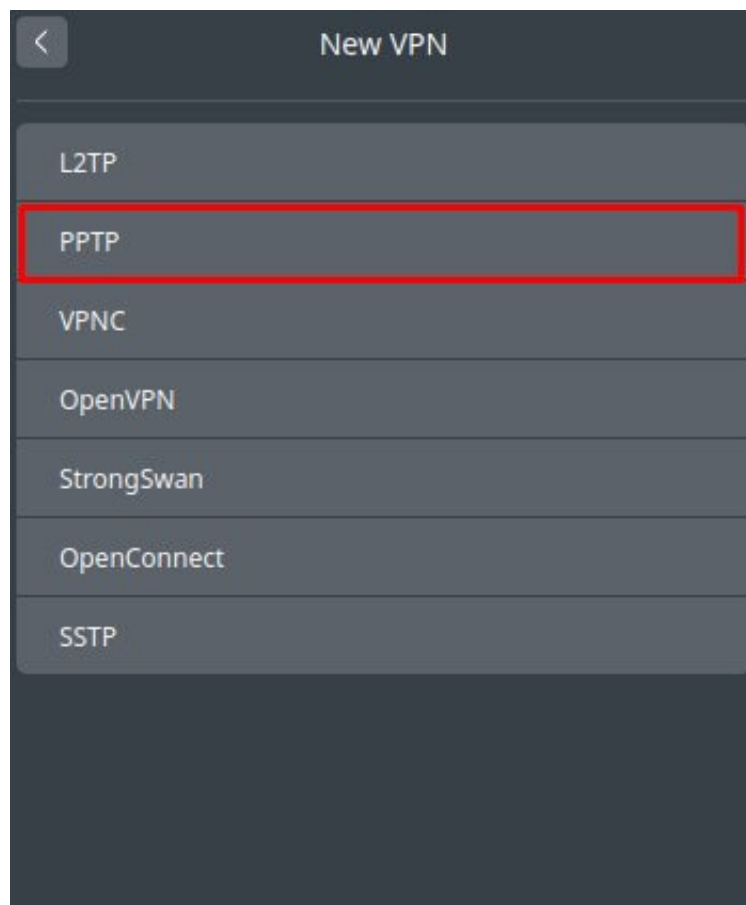 New VPN
L2TP
PPTP
VPNC
OpenVPN
StrongSwan
OpenConnect
SSTP